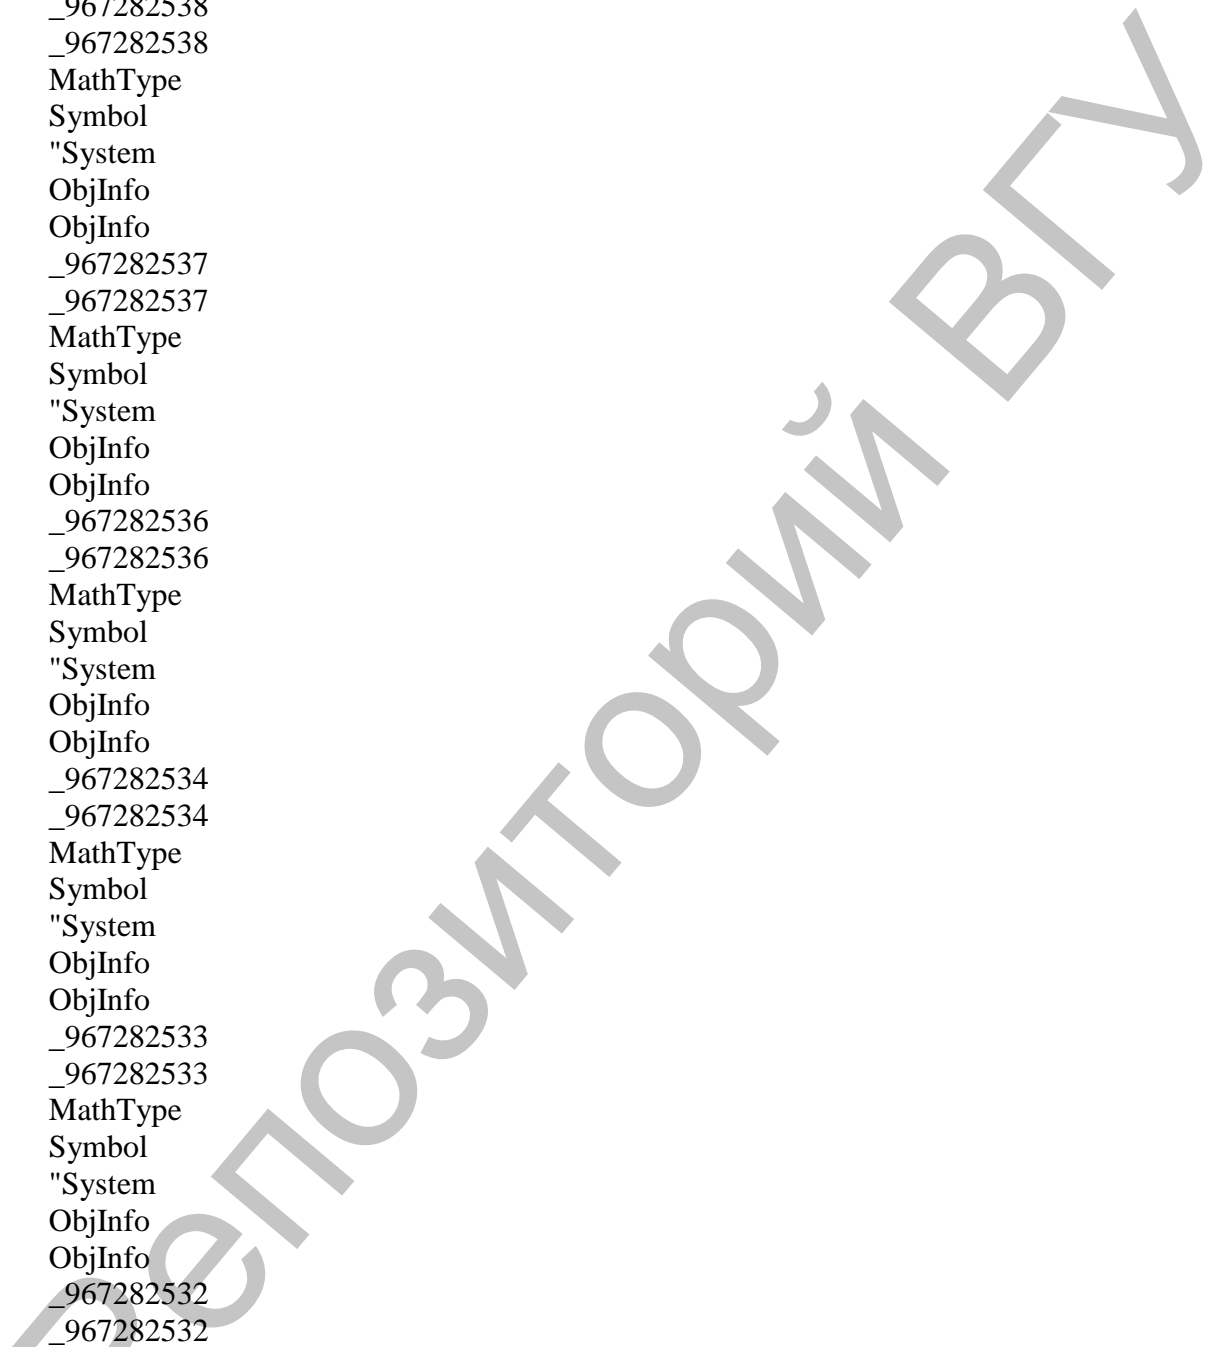 _967282538
_967282538
MathType
Symbol
"System
ObjInfo
ObjInfo
_967282537
_967282537
MathType
Symbol
"System
ObjInfo
ObjInfo
_967282536
_967282536
MathType
Symbol
"System
ObjInfo
ObjInfo
_967282534
_967282534
MathType
Symbol
"System
ObjInfo
ObjInfo
_967282533
_967282533
MathType
Symbol
"System
ObjInfo
ObjInfo
_967282532
_967282532
Репозиторий ВГУ